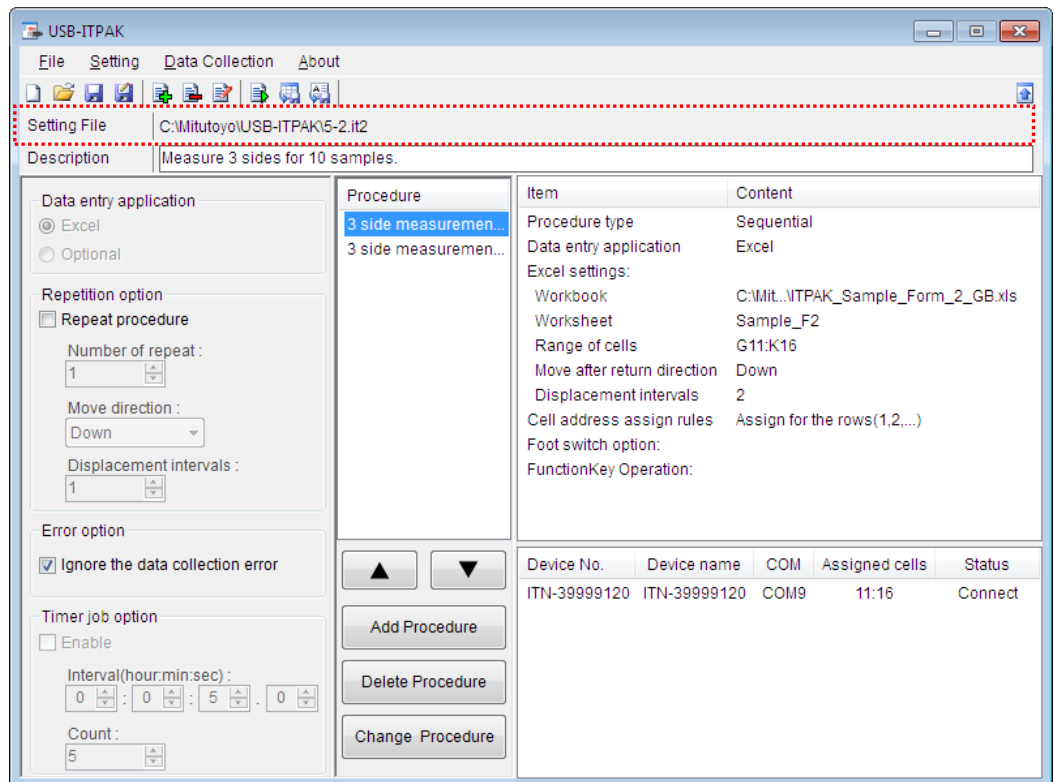 USB-ITPAK
File Setting Data Collection About
Setting File C:\Mitutoyo\USB-ITPAK\5-2.it2
Description Measure 3 sides for 10 samples.
Data entry application
Excel
Optional
Repetition option
Repeat procedure
Number of repeat :
1
Move direction :
Down
Displacement intervals :
1
Error option
Ignore the data collection error
Timer job option
Enable
Interval(hour:min:sec) :
0 : 0 : 5 . 0
Count :
5
Procedure
3 side measuremen...
3 side measuremen...
Add Procedure
Delete Procedure
Change Procedure
Item Content
Procedure type Sequential
Data entry application Excel
Excel settings:
Workbook C:\Mit...\ITPAK_Sample_Form_2_GB.xls
Worksheet Sample_F2
Range of cells G11:K16
Move after return direction Down
Displacement intervals 2
Cell address assign rules Assign for the rows(1,2,...)
Foot switch option:
FunctionKey Operation:
Device No. Device name COM Assigned cells Status
ITN-39999120 ITN-39999120 COM9 11:16 Connect